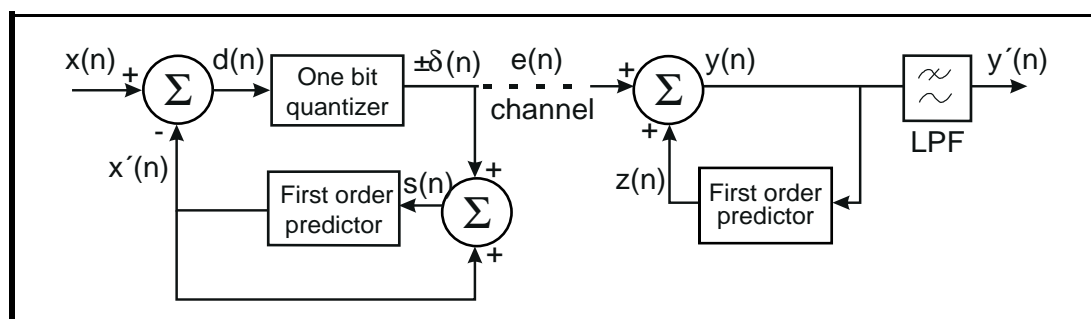 x(n)
+
Σ
-
d(n)
One bit
quantizer
±δ(n)
e(n)
channel
+
Σ
+
y(n)
y´(n)
LPF
x´(n)
First order
predictor
s(n)
+
Σ
+
z(n)
First order
predictor